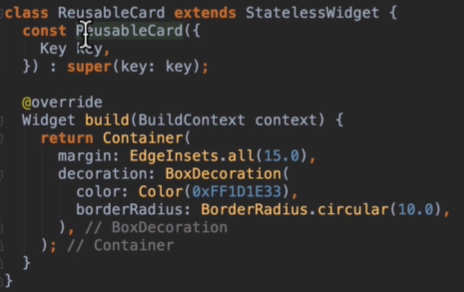 class ReusableCard extends StatelessWidget {
  const ReusableCard({
    Key key,
  }) : super(key: key);

  @override
  Widget build(BuildContext context) {
    return Container(
      margin: EdgeInsets.all(15.0),
      decoration: BoxDecoration(
        color: Color(0xFF1D1E33),
        borderRadius: BorderRadius.circular(10.0),
      ), // BoxDecoration
    ); // Container
  }
}